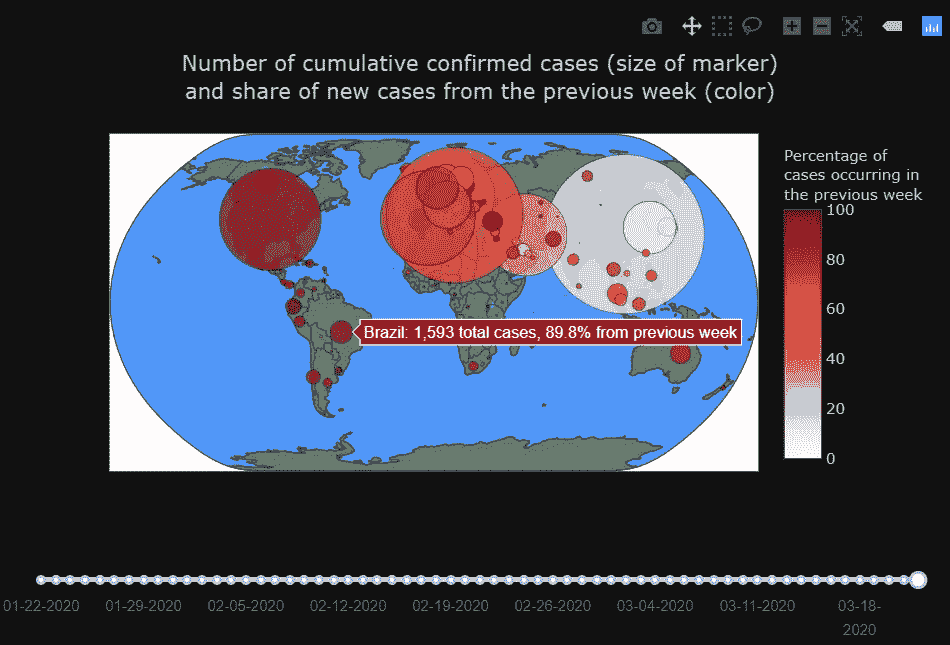 Number of cumulative confirmed cases (size of marker)
and share of new cases from the previous week (color)
Percentage of
cases occurring in
the previous week
100
80
60
40
20
0
Brazil: 1,593 total cases, 89.8% from previous week
01-22-2020
01-29-2020
02-05-2020
02-12-2020
02-19-2020
02-26-2020
03-04-2020
03-11-2020
03-18-
2020